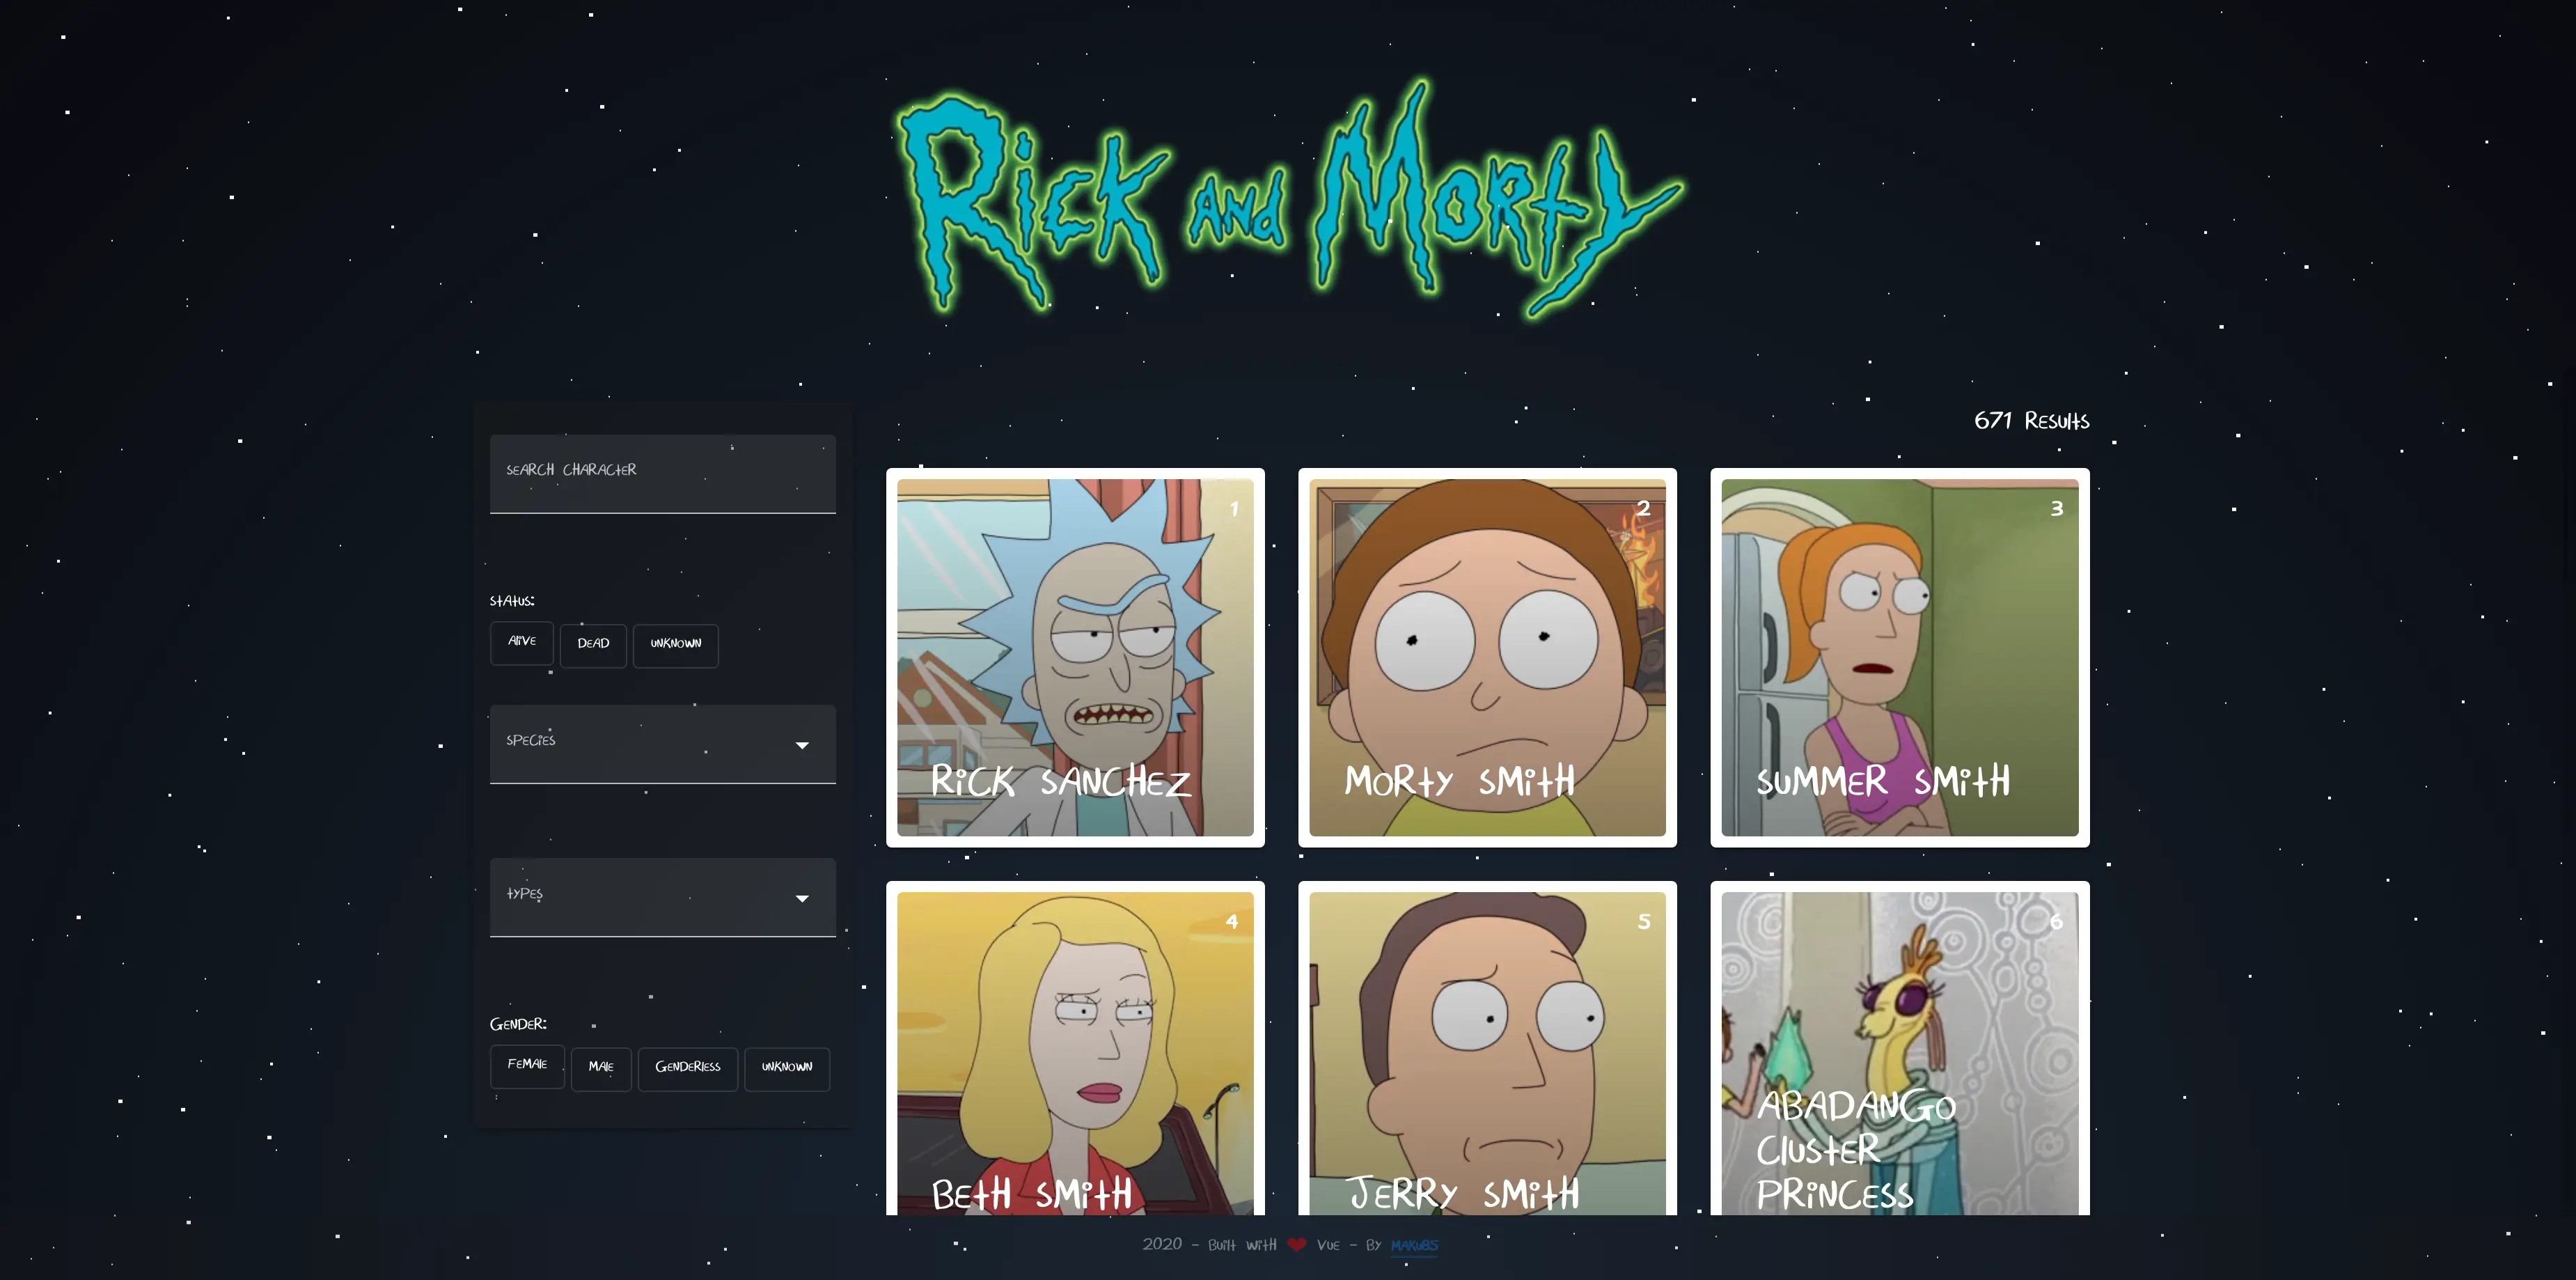 Rick and Morty
671 Results
Search character
Status:
Alive Dead unknown
Species
Types
Gender:
Female Male Genderless unknown
1
Rick Sanchez
2
Morty Smith
3
Summer Smith
4
Beth Smith
5
Jerry Smith
6
Abadango
Cluster
Princess
2020 - Built with ❤ Vue - By Makubs